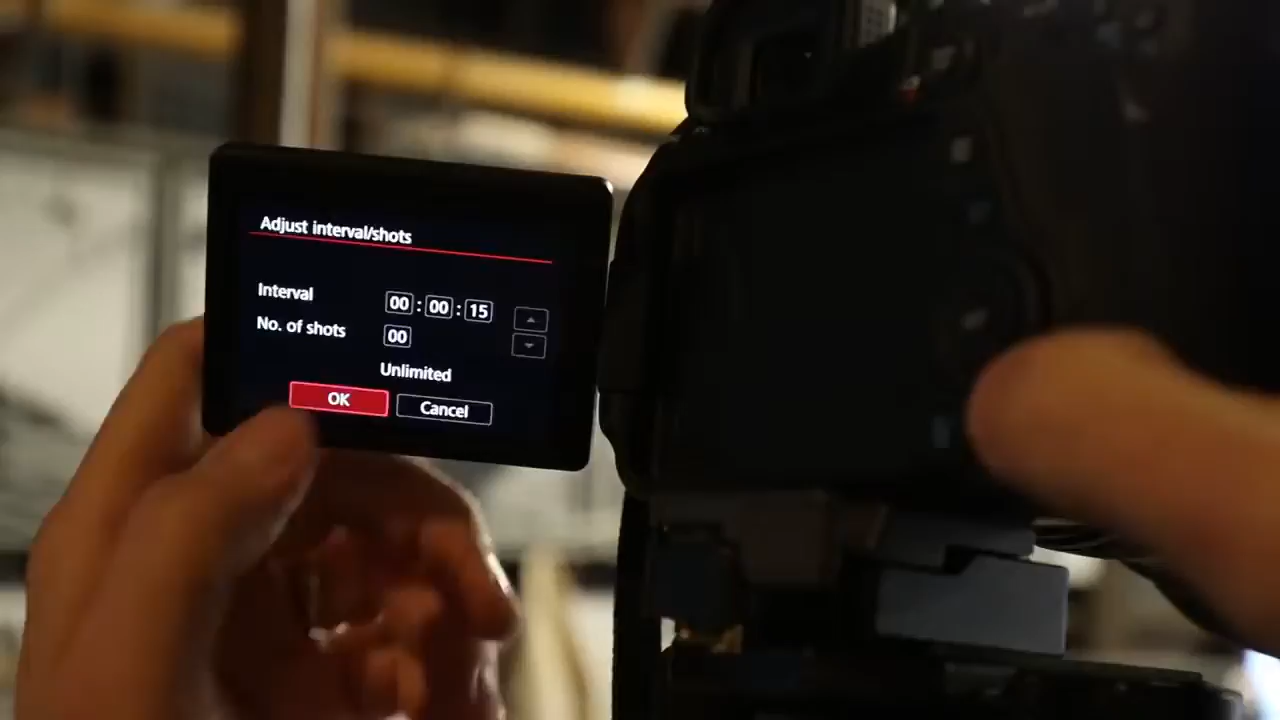 Adjust interval/shots
Interval 00 : 00 : 15
No. of shots 00
Unlimited
OK Cancel